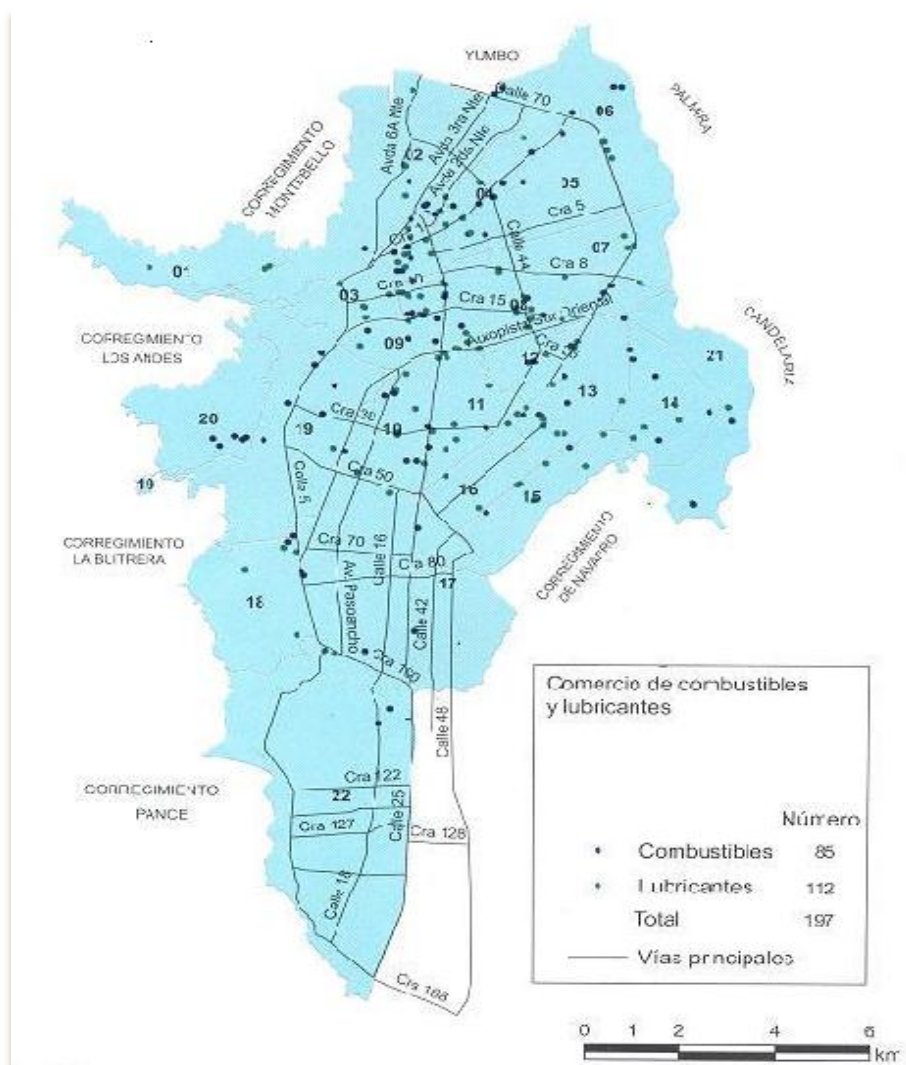 YUMBO
PALMIRA
CORREGIMIENTO
MONTEBELLO
Calle 70
Avda 6A Nte
Avda 3ra Nte
Avda 2da Nte
06
02
04
05
Cra 5
Calle 44
07
Cra 8
01
03
Cra 15
09
Autopista Sur Oriental
CORREGIMIENTO
LOS ANDES
CANDELARIA
21
12
13
14
11
20
19
Cra 50
10
19
16
15
Calle 5
CORREGIMIENTO
LA BUITRERA
CORREGIMIENTO
DE NAVARRO
Cra 70
Calle 16
Cra 80
17
18
Av. Pasoancho
Calle 42
Cra 100
Calle 48
Cra 122
22
Calle 25
Cra 127
Cra 128
Calle 18
CORREGIMIENTO
PANCE
Comercio de combustibles
y lubricantes
Número
Combustibles 85
Lubricantes 112
Total 197
Vías principales
0 1 2 4 6
km